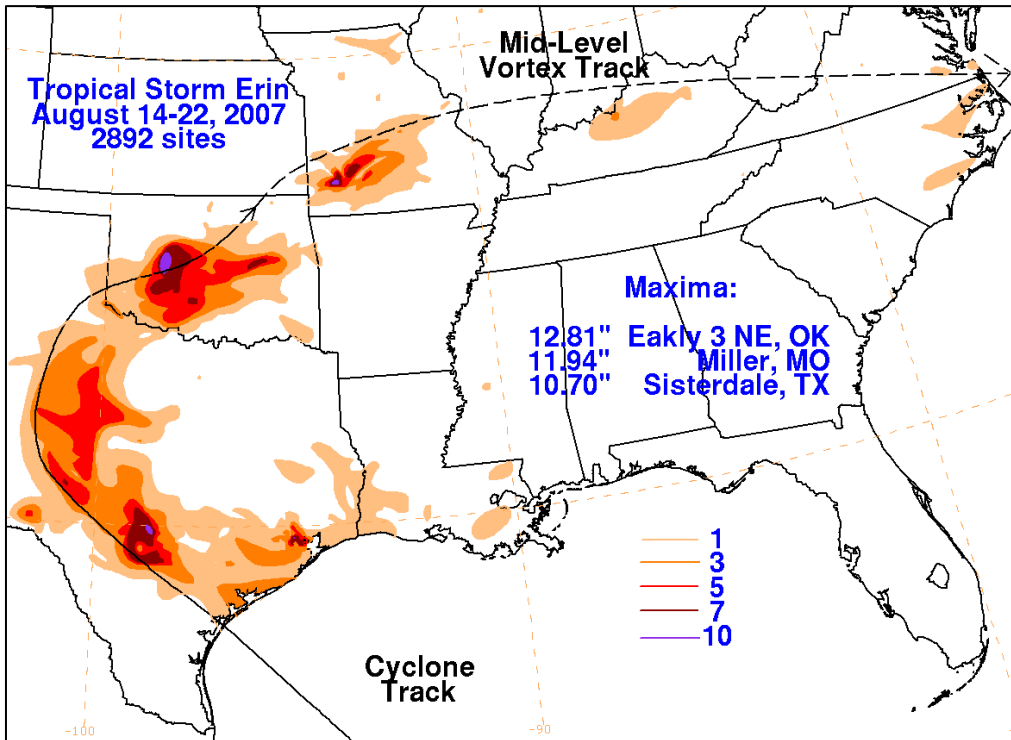 Mid-Level
Vortex Track
Tropical Storm Erin
August 14-22, 2007
2892 sites
Maxima:
12.81" Eakly 3 NE, OK
11.94" Miller, MO
10.70" Sisterdale, TX
1
3
5
7
10
Cyclone
Track
-100
-90